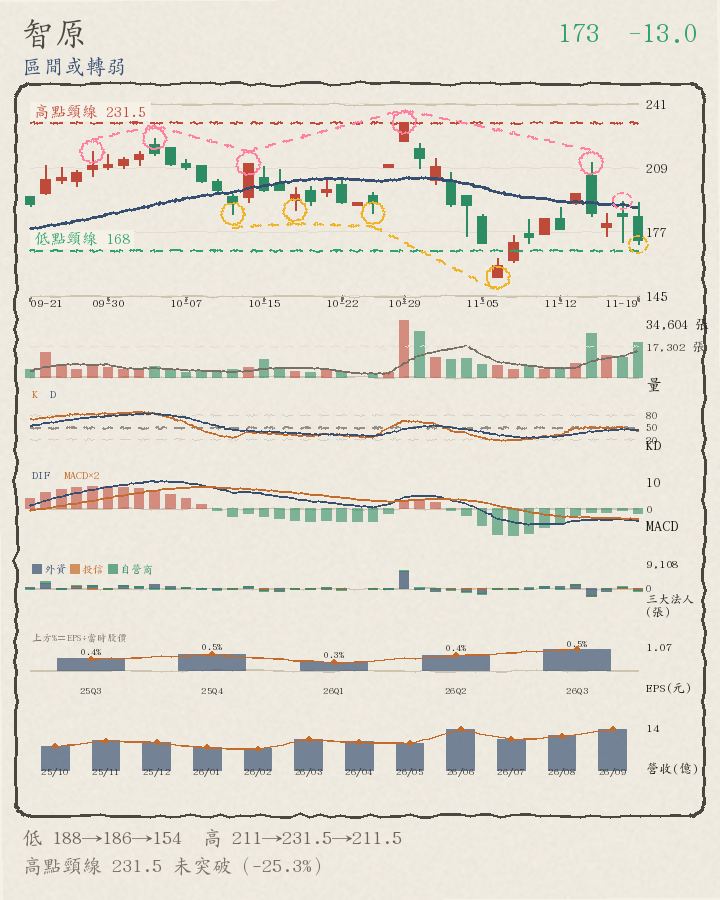 智原
173 -13.0
區間或轉弱
高點頸線 231.5
低點頸線 168
241
209
177
145
09-21 09-30 10-07 10-15 10-22 10-29 11-05 11-12 11-19
34,604 張
17,302 張
量
K D
80
50
20
KD
DIF MACD×2
10
0
MACD
外資 投信 自營商
9,108
0
三大法人
(張)
上方%=EPS÷當時股價
0.4% 0.5% 0.3% 0.4% 0.5%
1.07
25Q3 25Q4 26Q1 26Q2 26Q3
EPS(元)
14
25/10 25/11 25/12 26/01 26/02 26/03 26/04 26/05 26/06 26/07 26/08 26/09
營收(億)
低 188→186→154 高 211→231.5→211.5
高點頸線 231.5 未突破 (-25.3%)